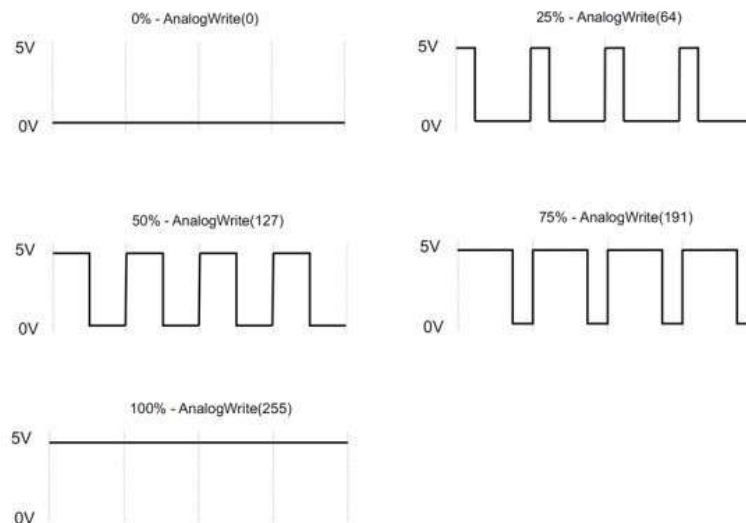 0% - AnalogWrite(0)
5V
0V
25% - AnalogWrite(64)
5V
0V
50% - AnalogWrite(127)
5V
0V
75% - AnalogWrite(191)
5V
0V
100% - AnalogWrite(255)
5V
0V